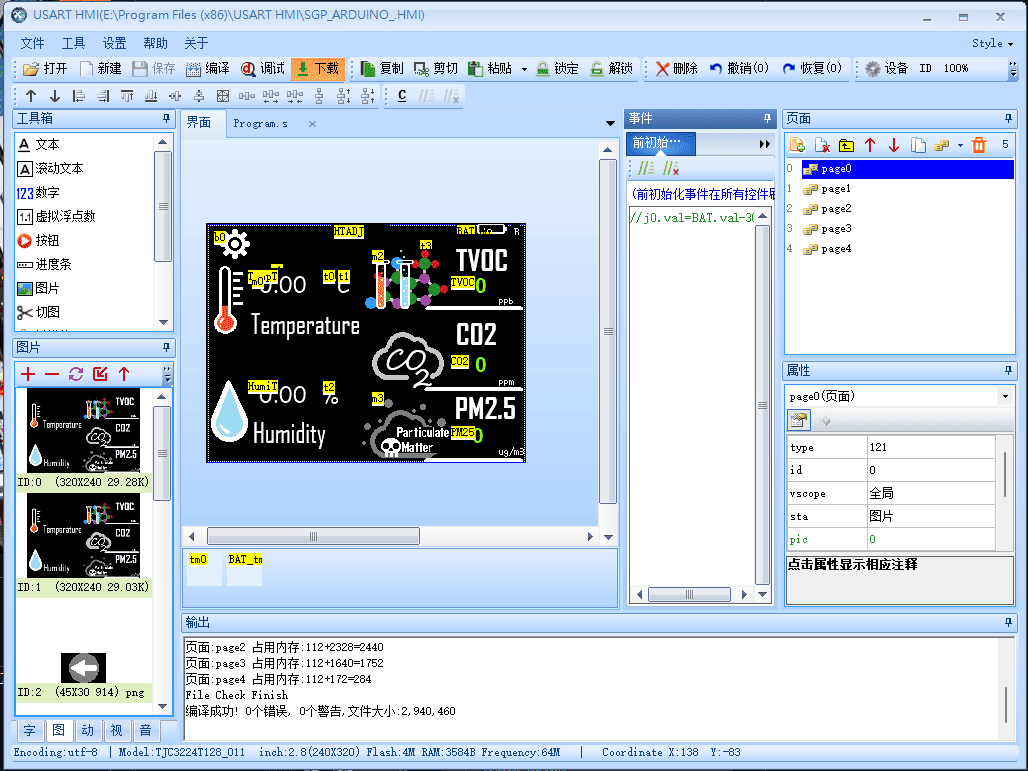 USART HMI(E:\Program Files (x86)\USART HMI\SGP_ARDUINO_.HMI)
文件 工具 设置 帮助 关于 Style
打开 新建 保存 编译 调试 下载 复制 剪切 粘贴 锁定 解锁 删除 撤销(0) 恢复(0) 设备 ID 100%
C
工具箱
文本
滚动文本
123 数字
1.1 虚拟浮点数
按钮
进度条
图片
切图
图片
TVOC
Temperature
CO2
PM2.5
Humidity
ID:0 (320X240 29.28K)
TVOC
Temperature
CO2
PM2.5
Humidity
ID:1 (320X240 29.03K)
ID:2 (45X30 914) png
字 图 动 视 音
界面 Program.s
b0 HTADJ BAT B
m2 t3 TVOC
t0 t1 TVOC 0
0.00 C
ppb
Temperature
CO2
CO2
CO2 0
ppm
HumiT t2 m3
0.00 %
PM2.5
Particulate Matter PM25 0
Humidity
ug/m3
tm0 BAT_tm
事件
前初始…
(前初始化事件在所有控件刷
//j0.val=BAT.val-30
页面
5
0 page0
1 page1
2 page2
3 page3
4 page4
属性
page0(页面)
type 121
id 0
vscope 全局
sta 图片
pic 0
点击属性显示相应注释
输出
页面:page2 占用内存:112+2328=2440
页面:page3 占用内存:112+1640=1752
页面:page4 占用内存:112+172=284
File Check Finish
编译成功! 0个错误, 0个警告,文件大小:2,940,460
Encoding:utf-8 | Model:TJC3224T128_011 inch:2.8(240X320) Flash:4M RAM:3584B Frequency:64M | Coordinate X:138 Y:-83